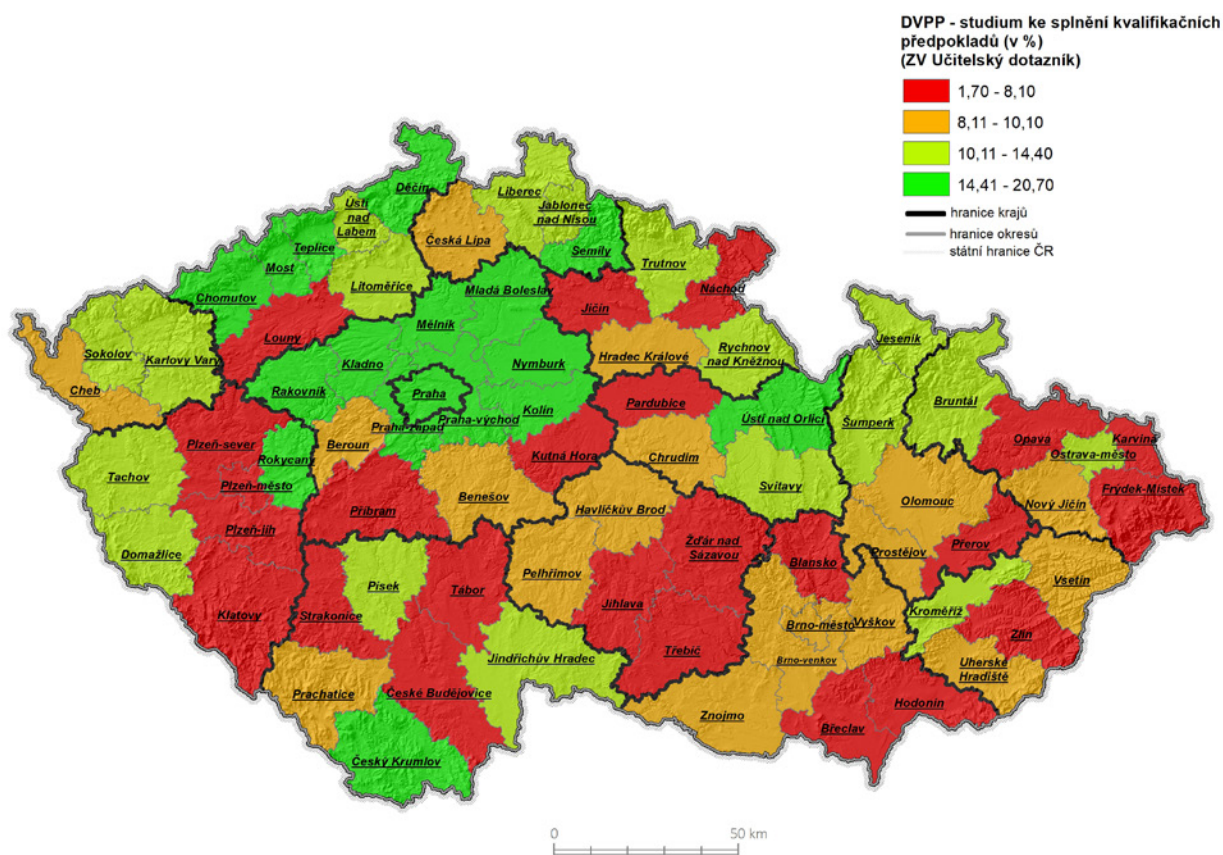 DVPP - studium ke splnění kvalifikačních
předpokladů (v %)
(ZV Učitelský dotazník)
1,70 - 8,10
8,11 - 10,10
10,11 - 14,40
14,41 - 20,70
hranice krajů
hranice okresů
státní hranice ČR
Děčín
Liberec
Ústí
nad
Labem
Jablonec
nad Nisou
Teplice
Česká Lípa
Semily
Trutnov
Most
Litoměřice
Mladá Boleslav
Náchod
Chomutov
Jičín
Mělník
Louny
Jeseník
Sokolov
Karlovy Vary
Kladno
Nymburk
Hradec Králové
Rychnov
nad Kněžnou
Cheb
Rakovník
Praha
Kolín
Pardubice
Bruntál
Plzeň-sever
Beroun
Praha-západ
Praha-východ
Ústí nad Orlicí
Šumperk
Opava
Karviná
Rokycany
Kutná Hora
Chrudim
Ostrava-město
Tachov
Plzeň-město
Benešov
Svitavy
Olomouc
Nový Jičín
Frýdek-Místek
Příbram
Havlíčkův Brod
Plzeň-jih
Domažlice
Žďár nad
Sázavou
Prostějov
Přerov
Písek
Tábor
Pelhřimov
Blansko
Vsetín
Klatovy
Strakonice
Jihlava
Brno-město
Vyškov
Kroměříž
Zlín
Třebíč
Jindřichův Hradec
Brno-venkov
Uherské
Hradiště
Prachatice
České Budějovice
Znojmo
Hodonín
Břeclav
Český Krumlov
0
50 km